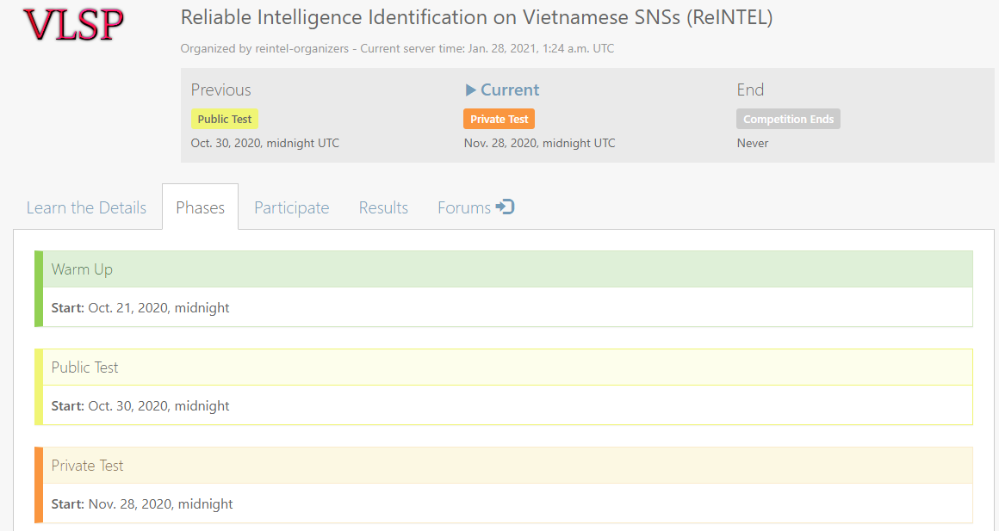 VLSP
Reliable Intelligence Identification on Vietnamese SNSs (ReINTEL)
Organized by reintel-organizers - Current server time: Jan. 28, 2021, 1:24 a.m. UTC
Previous
Public Test
Oct. 30, 2020, midnight UTC
Current
Private Test
Nov. 28, 2020, midnight UTC
End
Competition Ends
Never
Learn the Details Phases Participate Results Forums
Warm Up
Start: Oct. 21, 2020, midnight
Public Test
Start: Oct. 30, 2020, midnight
Private Test
Start: Nov. 28, 2020, midnight